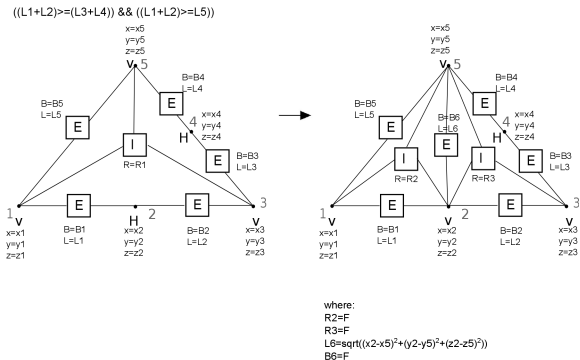 ((L1+L2)>=(L3+L4)) && ((L1+L2)>=L5))
x=x5
y=y5
z=z5
V 5
B=B4
L=L4
E
B=B5
L=L5
E
x=x4
4 y=y4
H z=z4
I
R=R1
E
B=B3
L=L3
1
V
x=x1
y=y1
z=z1
E
B=B1
L=L1
H 2
x=x2
y=y2
z=z2
E
B=B2
L=L2
3
V
x=x3
y=y3
z=z3
x=x5
y=y5
z=z5
V 5
B=B4
L=L4
E
B=B5
L=L5
E
B=B6
L=L6
E
x=x4
4 y=y4
H z=z4
I
R=R2
I
R=R3
E
B=B3
L=L3
1
V
x=x1
y=y1
z=z1
E
B=B1
L=L1
V 2
x=x2
y=y2
z=z2
E
B=B2
L=L2
3
V
x=x3
y=y3
z=z3
where:
R2=F
R3=F
L6=sqrt((x2-x5)²+(y2-y5)²+(z2-z5)²))
B6=F